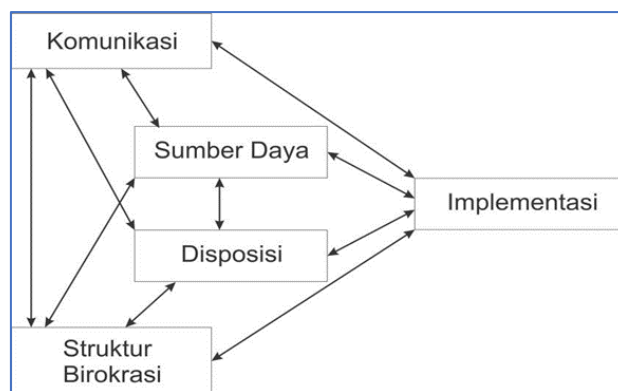 Komunikasi
Sumber Daya
Implementasi
Disposisi
Struktur
Birokrasi